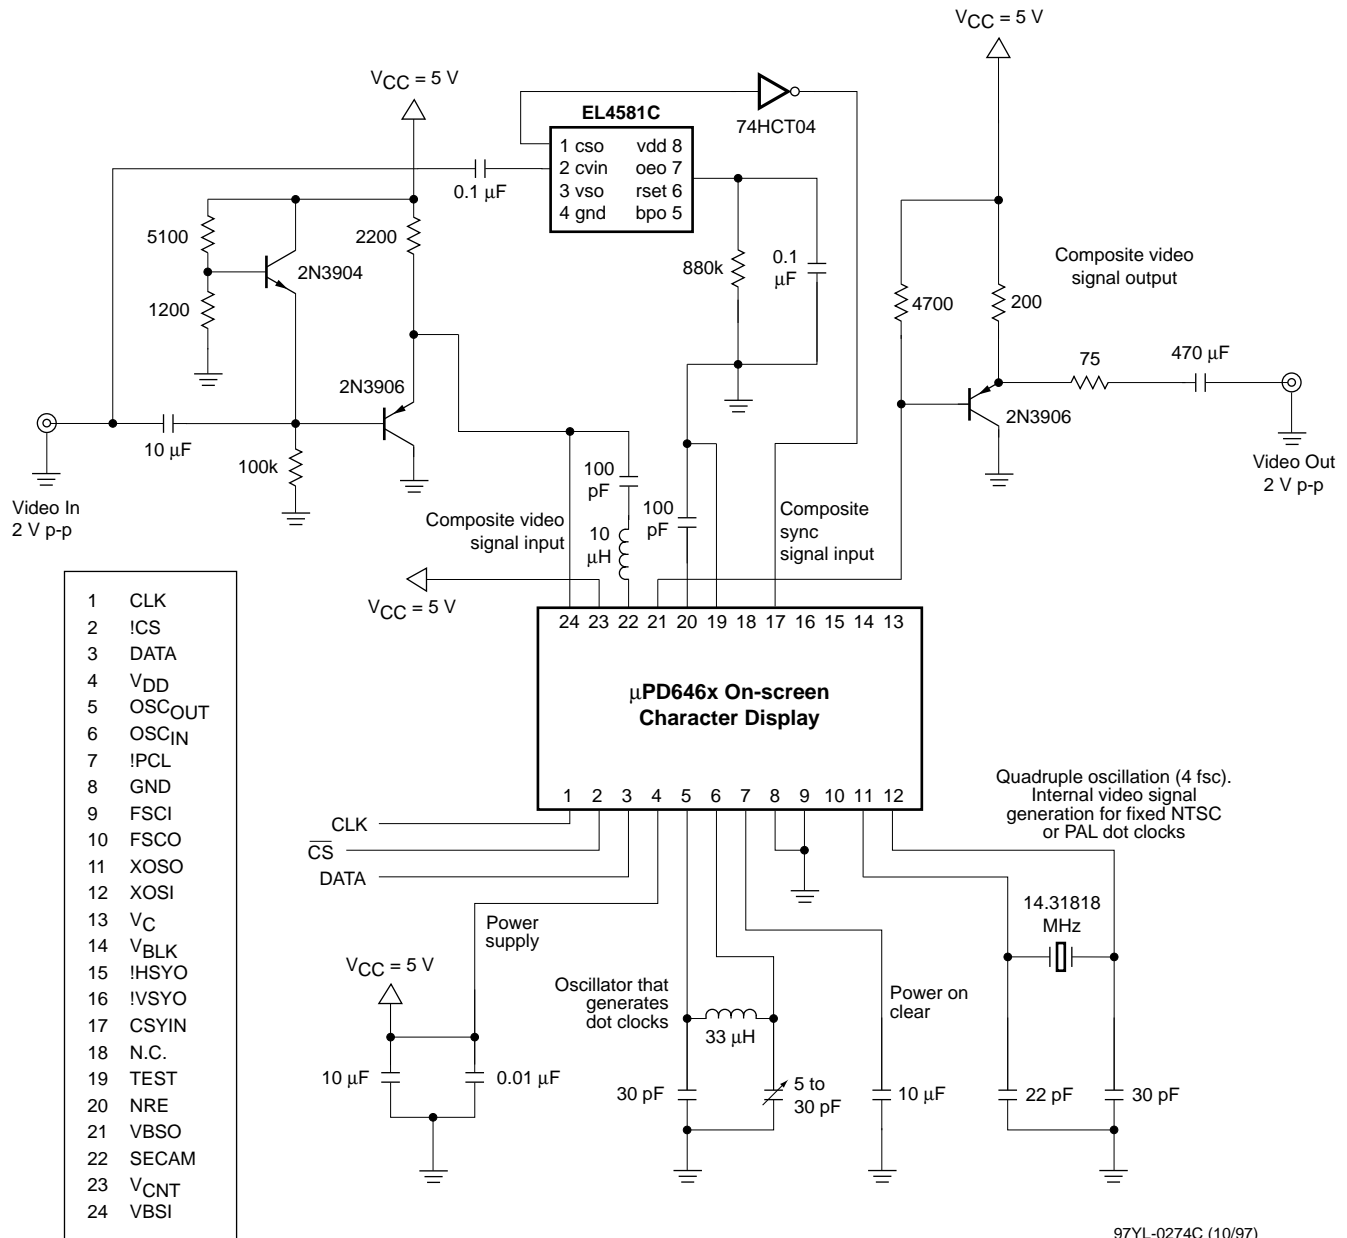 VCC = 5 V
VCC = 5 V
EL4581C
74HCT04
1 cso vdd 8
2 cvin oeo 7
3 vso rset 6
4 gnd bpo 5
0.1 μF
5100
2200
2N3904
1200
880k
0.1
μF
Composite video
signal output
4700
200
75
470 μF
2N3906
2N3906
10 μF
100k
Video In
2 V p-p
Video Out
2 V p-p
100
pF
100
pF
10
μH
Composite video
signal input
Composite
sync
signal input
VCC = 5 V
24 23 22 21 20 19 18 17 16 15 14 13
μPD646x On-screen
Character Display
1 2 3 4 5 6 7 8 9 10 11 12
1 CLK
2 !CS
3 DATA
4 VDD
5 OSCOUT
6 OSCIN
7 !PCL
8 GND
9 FSCI
10 FSCO
11 XOSO
12 XOSI
13 VC
14 VBLK
15 !HSYO
16 !VSYO
17 CSYIN
18 N.C.
19 TEST
20 NRE
21 VBSO
22 SECAM
23 VCNT
24 VBSI
CLK
C̅S̅
DATA
Power
supply
VCC = 5 V
10 μF
0.01 μF
Oscillator that
generates
dot clocks
33 μH
30 pF
5 to
30 pF
Power on
clear
10 μF
Quadruple oscillation (4 fsc).
Internal video signal
generation for fixed NTSC
or PAL dot clocks
14.31818
MHz
22 pF
30 pF
97YL-0274C (10/97)